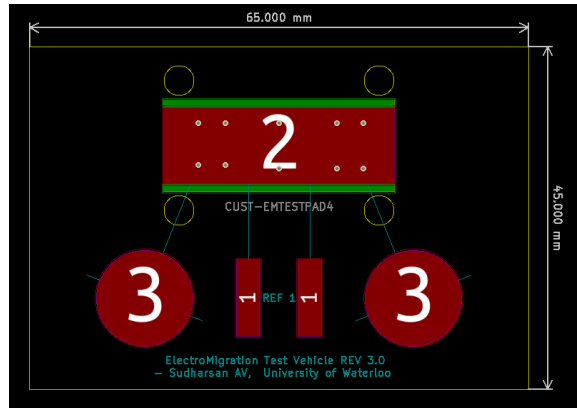 65.000 mm
2
45.000 mm
CUST-EMTESTPAD4
3
1
REF 1
1
3
ElectroMigration Test Vehicle REV 3.0
- Sudharsan AV, University of Waterloo